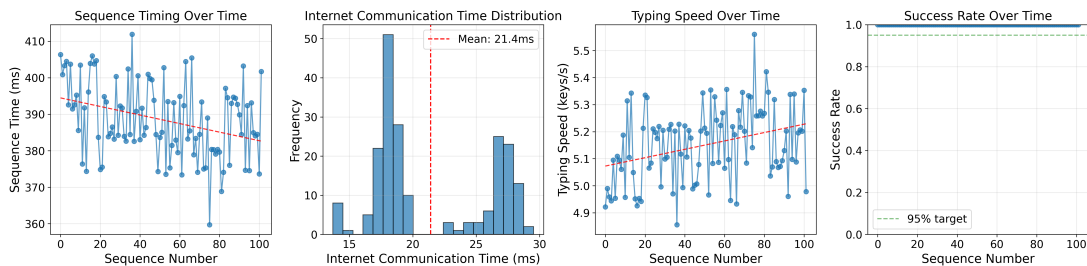 Sequence Timing Over Time
Sequence Time (ms)
410
400
390
380
370
360
0 20 40 60 80 100
Sequence Number
Internet Communication Time Distribution
Mean: 21.4ms
Frequency
50
40
30
20
10
0
15 20 25 30
Internet Communication Time (ms)
Typing Speed Over Time
Typing Speed (keys/s)
5.5
5.4
5.3
5.2
5.1
5.0
4.9
0 20 40 60 80 100
Sequence Number
Success Rate Over Time
Success Rate
1.0
0.8
0.6
0.4
0.2
0.0
95% target
0 20 40 60 80 100
Sequence Number